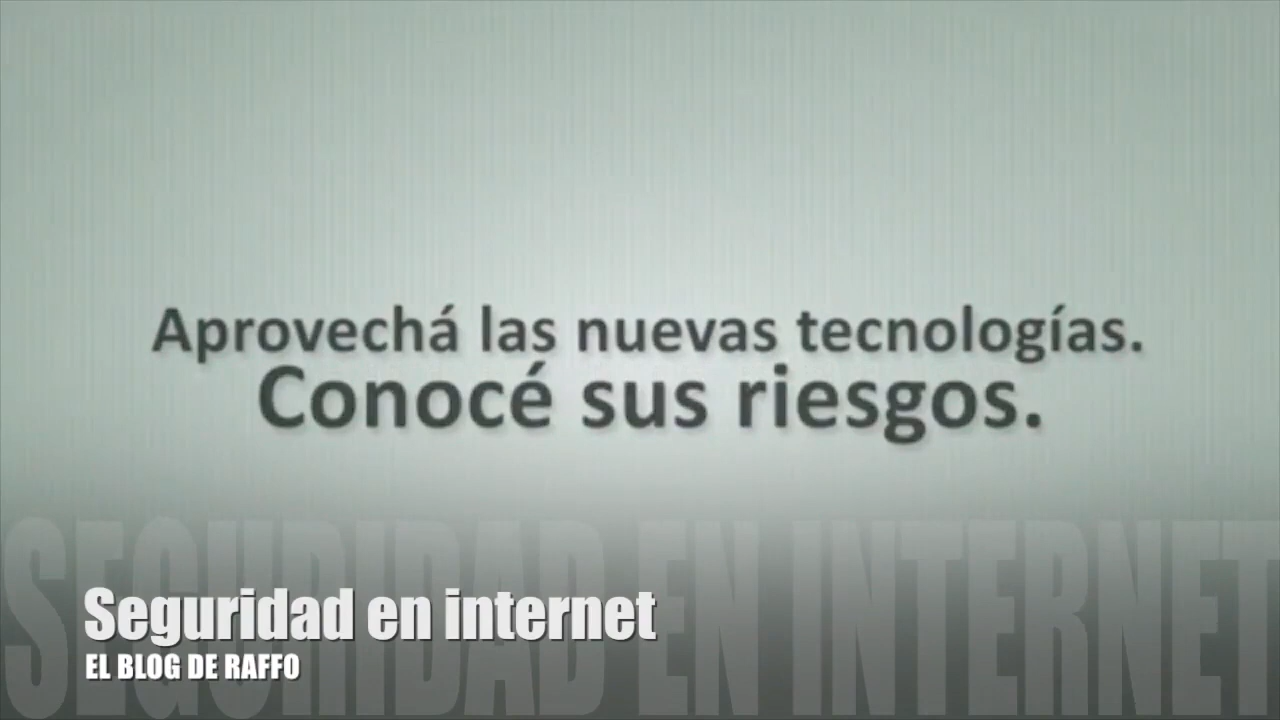 Aprovechá las nuevas tecnologías.
Conocé sus riesgos.
SEGURIDAD EN INTERNET
Seguridad en internet
EL BLOG DE RAFFO